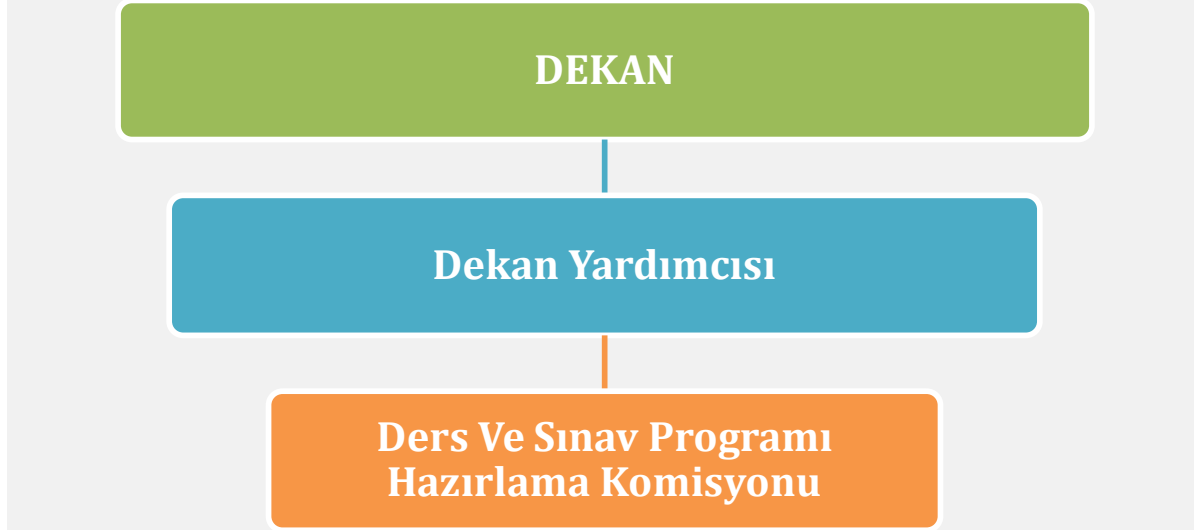 DEKAN
Dekan Yardımcısı
Ders Ve Sınav Programı
Hazırlama Komisyonu